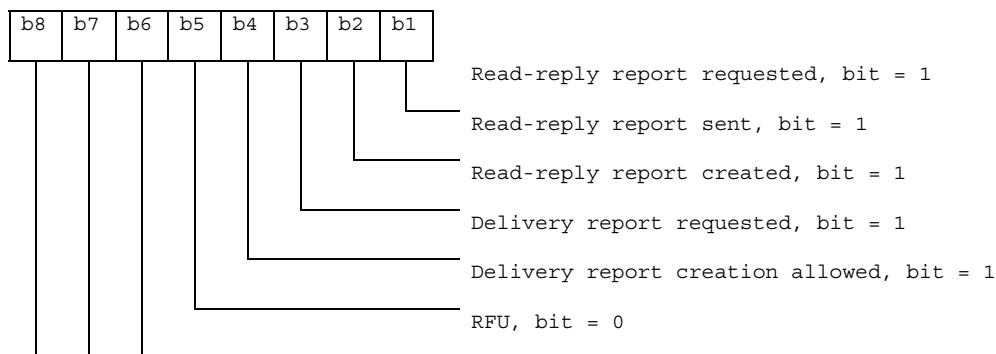 b8 b7 b6 b5 b4 b3 b2 b1
Read-reply report requested, bit = 1
Read-reply report sent, bit = 1
Read-reply report created, bit = 1
Delivery report requested, bit = 1
Delivery report creation allowed, bit = 1
RFU, bit = 0